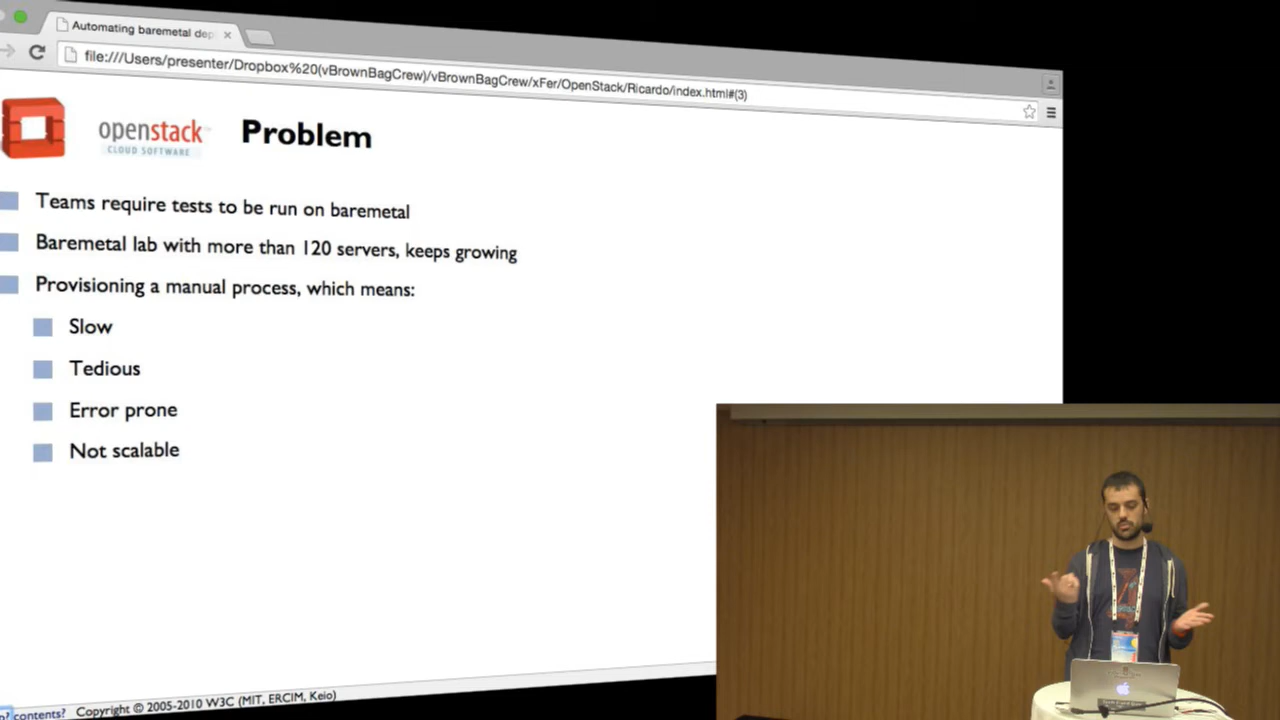 Automating baremetal dep
file:///Users/presenter/Dropbox%20(vBrownBagCrew)/vBrownBagCrew/xFer/OpenStack/Ricardo/index.html#(3)
openstack
CLOUD SOFTWARE
Problem
Teams require tests to be run on baremetal
Baremetal lab with more than 120 servers, keeps growing
Provisioning a manual process, which means:
Slow
Tedious
Error prone
Not scalable
contents? Copyright © 2005-2010 W3C (MIT, ERCIM, Keio)